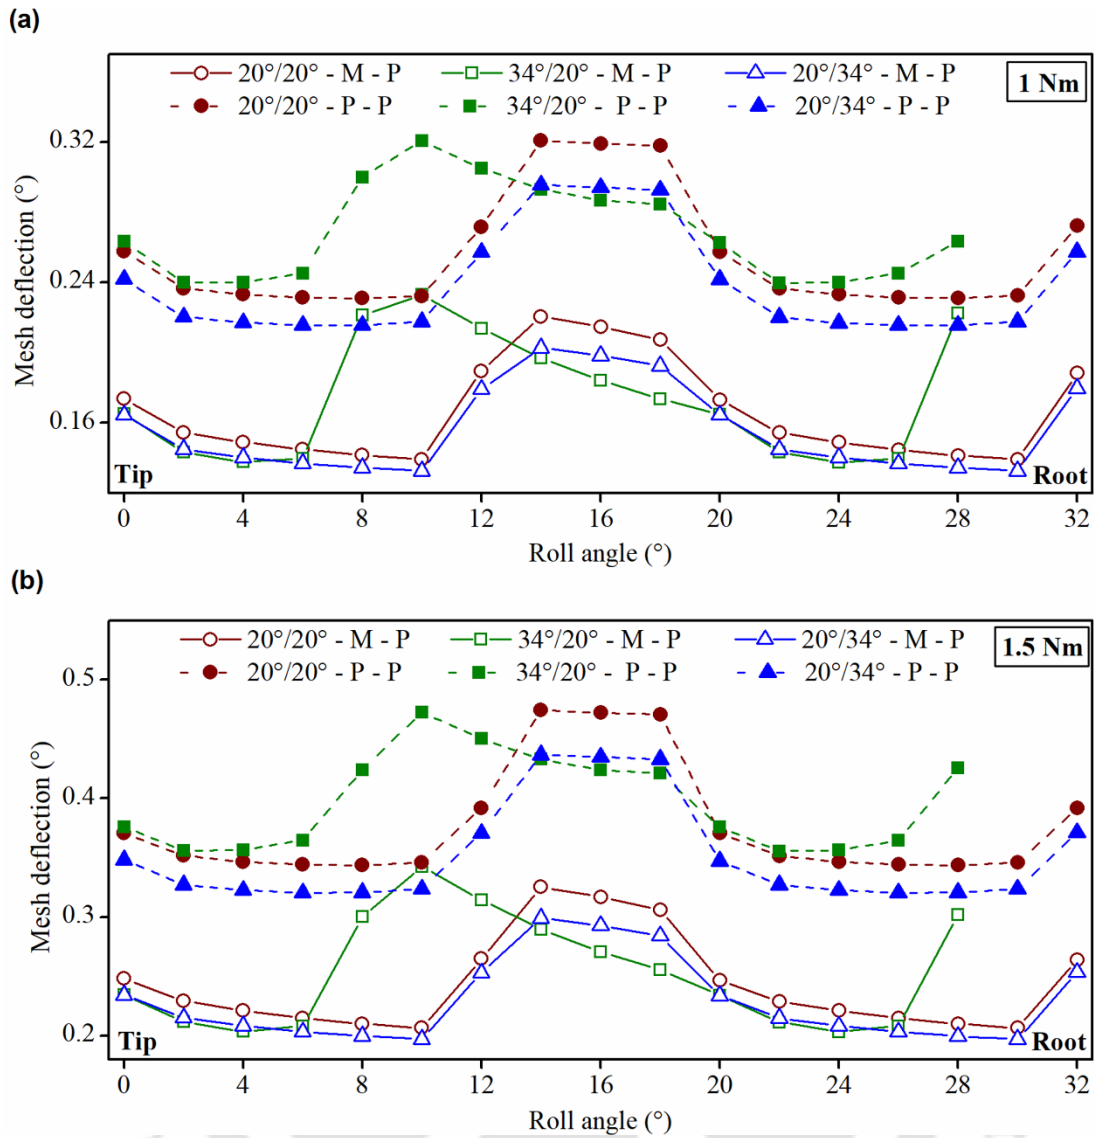 (a)
20°/20° - M - P 34°/20° - M - P 20°/34° - M - P 1 Nm
20°/20° - P - P 34°/20° - P - P 20°/34° - P - P
0.32
0.24
0.16
Mesh deflection (°)
Tip Root
0 4 8 12 16 20 24 28 32
Roll angle (°)
(b)
20°/20° - M - P 34°/20° - M - P 20°/34° - M - P 1.5 Nm
20°/20° - P - P 34°/20° - P - P 20°/34° - P - P
0.5
0.4
0.3
0.2
Mesh deflection (°)
Tip Root
0 4 8 12 16 20 24 28 32
Roll angle (°)